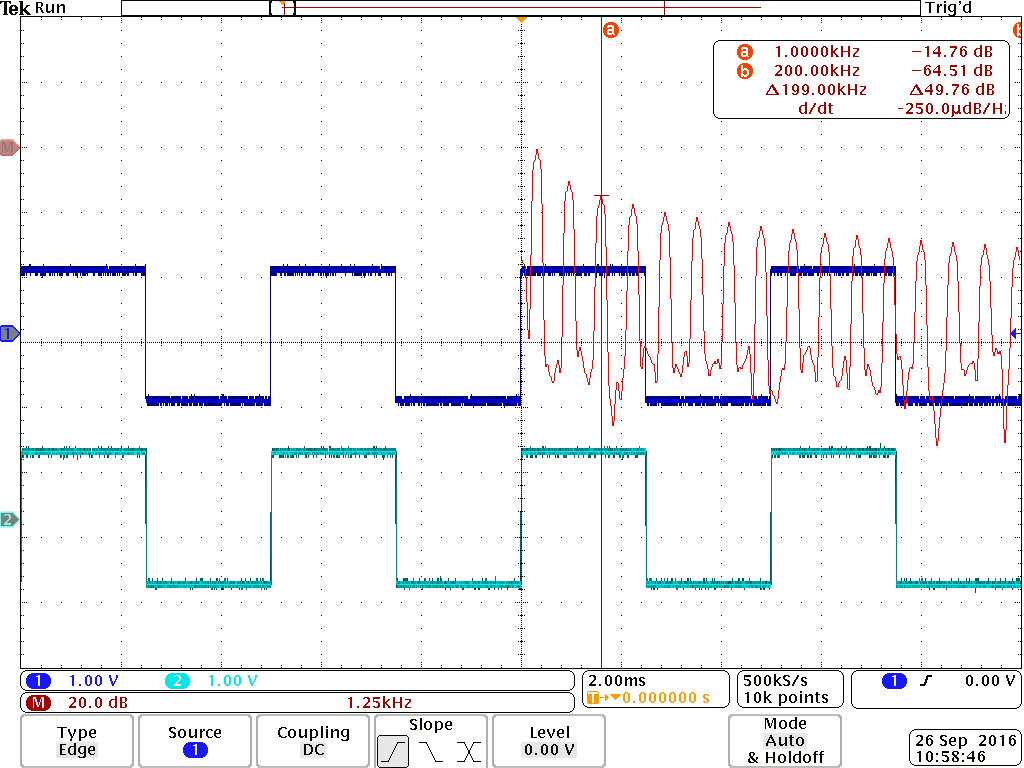 Tek Run Trig'd
a b
a 1.0000kHz −14.76 dB
b 200.00kHz −64.51 dB
Δ199.00kHz Δ49.76 dB
d/dt -250.0µdB/Hz
M
1
2
1 1.00 V 2 1.00 V
M 20.0 dB 1.25kHz
2.00ms
T→▼0.000000 s
500kS/s
10k points
1 0.00 V
Type
Edge
Source
1
Coupling
DC
Slope
Level
0.00 V
Mode
Auto
& Holdoff
26 Sep 2016
10:58:46